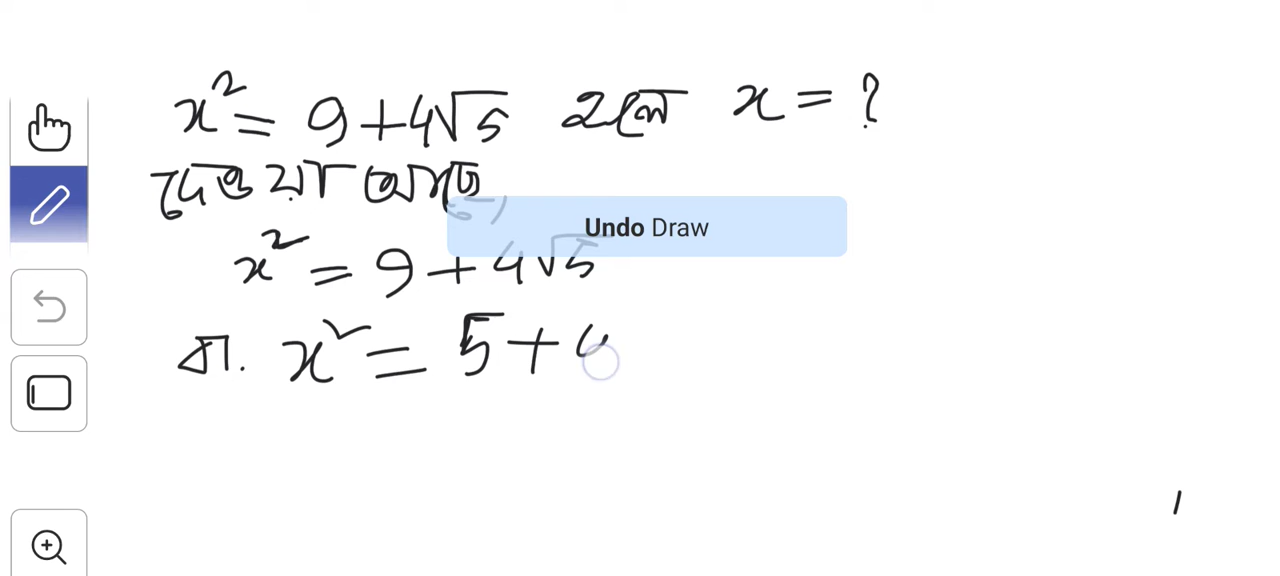 x² = 9 + 4√5 হলে x = ?
দেওয়া আছে,
Undo Draw
x² = 9 + 4√5
বা. x² = 5 + 4